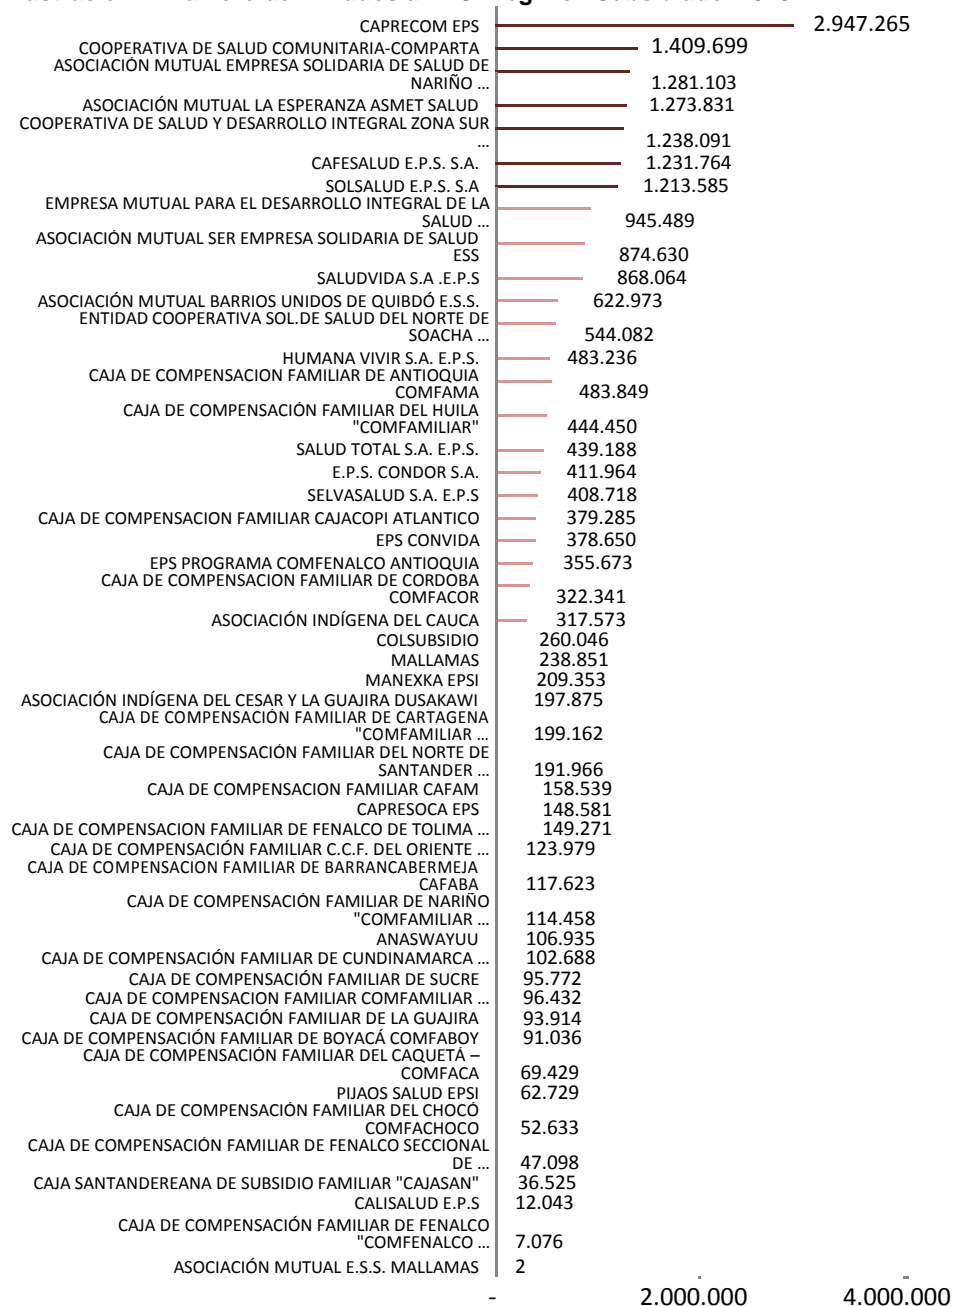 CAPRECOM EPS 2.947.265
COOPERATIVA DE SALUD COMUNITARIA-COMPARTA 1.409.699
ASOCIACIÓN MUTUAL EMPRESA SOLIDARIA DE SALUD DE
NARIÑO ... 1.281.103
ASOCIACIÓN MUTUAL LA ESPERANZA ASMET SALUD 1.273.831
COOPERATIVA DE SALUD Y DESARROLLO INTEGRAL ZONA SUR
... 1.238.091
CAFESALUD E.P.S. S.A. 1.231.764
SOLSALUD E.P.S. S.A 1.213.585
EMPRESA MUTUAL PARA EL DESARROLLO INTEGRAL DE LA
SALUD ... 945.489
ASOCIACIÓN MUTUAL SER EMPRESA SOLIDARIA DE SALUD
ESS 874.630
SALUDVIDA S.A .E.P.S 868.064
ASOCIACIÓN MUTUAL BARRIOS UNIDOS DE QUIBDÓ E.S.S. 622.973
ENTIDAD COOPERATIVA SOL.DE SALUD DEL NORTE DE
SOACHA ... 544.082
HUMANA VIVIR S.A. E.P.S. 483.236
CAJA DE COMPENSACION FAMILIAR DE ANTIOQUIA
COMFAMA 483.849
CAJA DE COMPENSACIÓN FAMILIAR DEL HUILA
"COMFAMILIAR" 444.450
SALUD TOTAL S.A. E.P.S. 439.188
E.P.S. CONDOR S.A. 411.964
SELVASALUD S.A. E.P.S 408.718
CAJA DE COMPENSACION FAMILIAR CAJACOPI ATLANTICO 379.285
EPS CONVIDA 378.650
EPS PROGRAMA COMFENALCO ANTIOQUIA 355.673
CAJA DE COMPENSACION FAMILIAR DE CORDOBA
COMFACOR 322.341
ASOCIACIÓN INDÍGENA DEL CAUCA 317.573
COLSUBSIDIO 260.046
MALLAMAS 238.851
MANEXKA EPSI 209.353
ASOCIACIÓN INDÍGENA DEL CESAR Y LA GUAJIRA DUSAKAWI 197.875
CAJA DE COMPENSACIÓN FAMILIAR DE CARTAGENA
"COMFAMILIAR ... 199.162
CAJA DE COMPENSACIÓN FAMILIAR DEL NORTE DE
SANTANDER ... 191.966
CAJA DE COMPENSACION FAMILIAR CAFAM 158.539
CAPRESOCA EPS 148.581
CAJA DE COMPENSACION FAMILIAR DE FENALCO DE TOLIMA ... 149.271
CAJA DE COMPENSACIÓN FAMILIAR C.C.F. DEL ORIENTE ... 123.979
CAJA DE COMPENSACION FAMILIAR DE BARRANCABERMEJA
CAFABA 117.623
CAJA DE COMPENSACIÓN FAMILIAR DE NARIÑO
"COMFAMILIAR ... 114.458
ANASWAYUU 106.935
CAJA DE COMPENSACIÓN FAMILIAR DE CUNDINAMARCA ... 102.688
CAJA DE COMPENSACIÓN FAMILIAR DE SUCRE 95.772
CAJA DE COMPENSACION FAMILIAR COMFAMILIAR ... 96.432
CAJA DE COMPENSACIÓN FAMILIAR DE LA GUAJIRA 93.914
CAJA DE COMPENSACIÓN FAMILIAR DE BOYACÁ COMFABOY 91.036
CAJA DE COMPENSACIÓN FAMILIAR DEL CAQUETÁ –
COMFACA 69.429
PIJAOS SALUD EPSI 62.729
CAJA DE COMPENSACIÓN FAMILIAR DEL CHOCÓ
COMFACHOCO 52.633
CAJA DE COMPENSACIÓN FAMILIAR DE FENALCO SECCIONAL
DE ... 47.098
CAJA SANTANDEREANA DE SUBSIDIO FAMILIAR "CAJASAN" 36.525
CALISALUD E.P.S 12.043
CAJA DE COMPENSACIÓN FAMILIAR DE FENALCO
"COMFENALCO ... 7.076
ASOCIACIÓN MUTUAL E.S.S. MALLAMAS 2
- 2.000.000 4.000.000